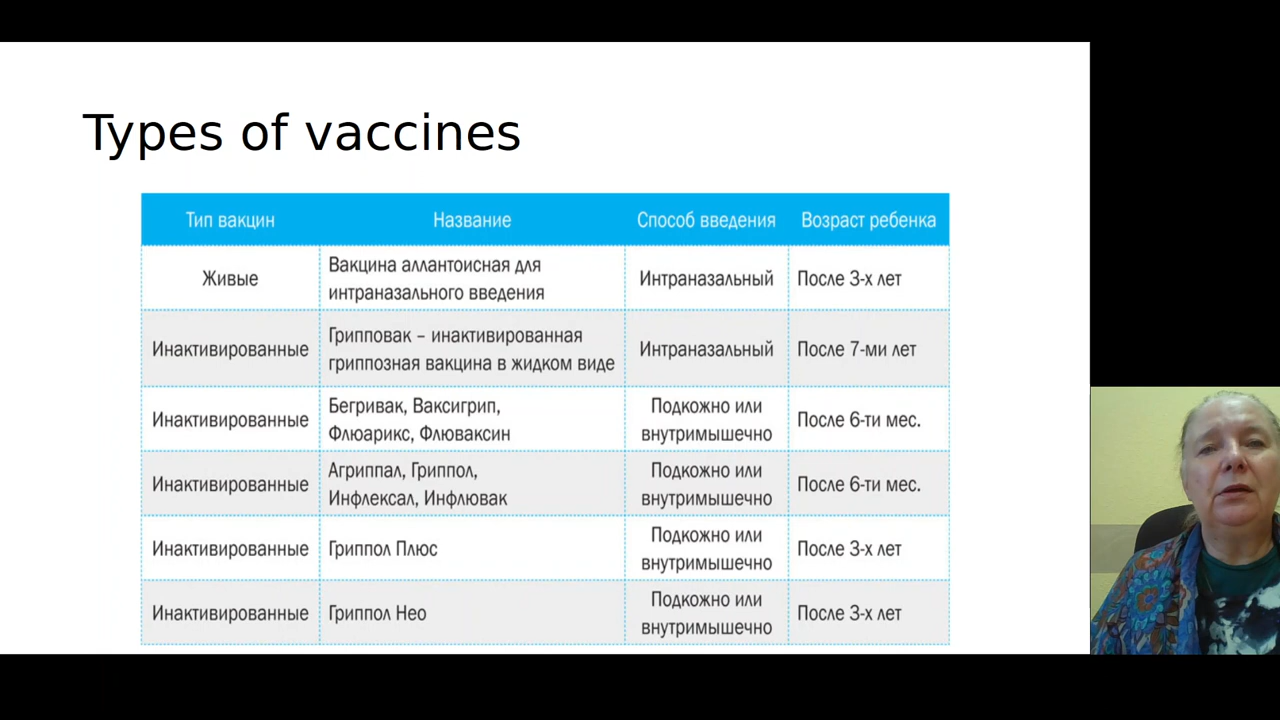 Types of vaccines
Тип вакцин Название Способ введения Возраст ребенка
Живые
Вакцина аллантоисная для
интраназального введения
Интраназальный
После 3-х лет
Инактивированные
Грипповак – инактивированная
гриппозная вакцина в жидком виде
Интраназальный
После 7-ми лет
Инактивированные
Бегривак, Ваксигрип,
Флюарикс, Флюваксин
Подкожно или
внутримышечно
После 6-ти мес.
Инактивированные
Агриппал, Гриппол,
Инфлексал, Инфлювак
Подкожно или
внутримышечно
После 6-ти мес.
Инактивированные
Гриппол Плюс
Подкожно или
внутримышечно
После 3-х лет
Инактивированные
Гриппол Нео
Подкожно или
внутримышечно
После 3-х лет